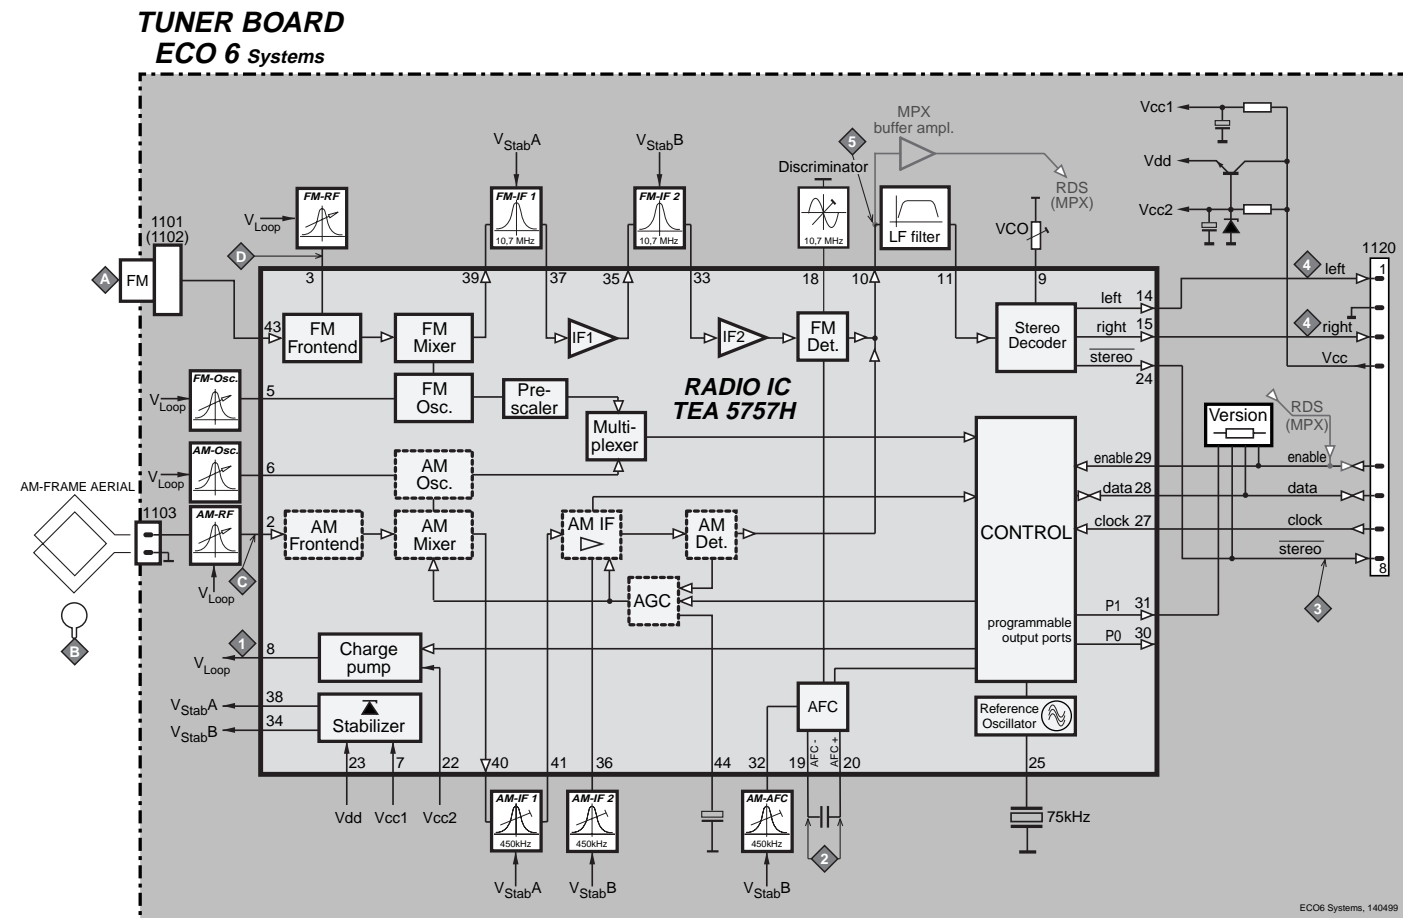 TUNER BOARD
ECO 6 Systems
MPX
buffer ampl.
Vcc1
VStabA
VStabB
5
Discriminator
Vdd
RDS
(MPX)
FM-RF
FM-IF 1
FM-IF 2
LF filter
Vcc2
1101
(1102)
VLoop
VCO
10,7 MHz
10,7 MHz
10,7 MHz
1120
D
A
FM
3
39
37
35
33
18
10
11
9
4
left
1
43
FM
Frontend
FM
Mixer
IF1
IF2
FM
Det.
Stereo
Decoder
left
14
right
15
4
right
stereo
24
Vcc
FM-Osc.
VLoop
5
FM
Osc.
Pre-
scaler
RADIO IC
TEA 5757H
Multi-
plexer
Version
RDS
(MPX)
AM-Osc.
VLoop
6
AM
Osc.
enable
29
enable
AM-FRAME AERIAL
data
28
data
1103
AM-RF
2
AM
Frontend
AM
Mixer
AM IF
AM
Det.
CONTROL
clock
27
clock
stereo
8
C
VLoop
AGC
3
P1
31
programmable
output ports
P0
30
B
1
8
VLoop
Charge
pump
VStabA
38
VStabB
34
Stabilizer
AFC
Reference
Oscillator
AFC -
AFC +
23
7
22
40
41
36
44
32
19
20
25
Vdd
Vcc1
Vcc2
AM-IF 1
AM-IF 2
AM-AFC
75kHz
450kHz
450kHz
450kHz
2
VStabA
VStabB
VStabB
ECO6 Systems, 140499